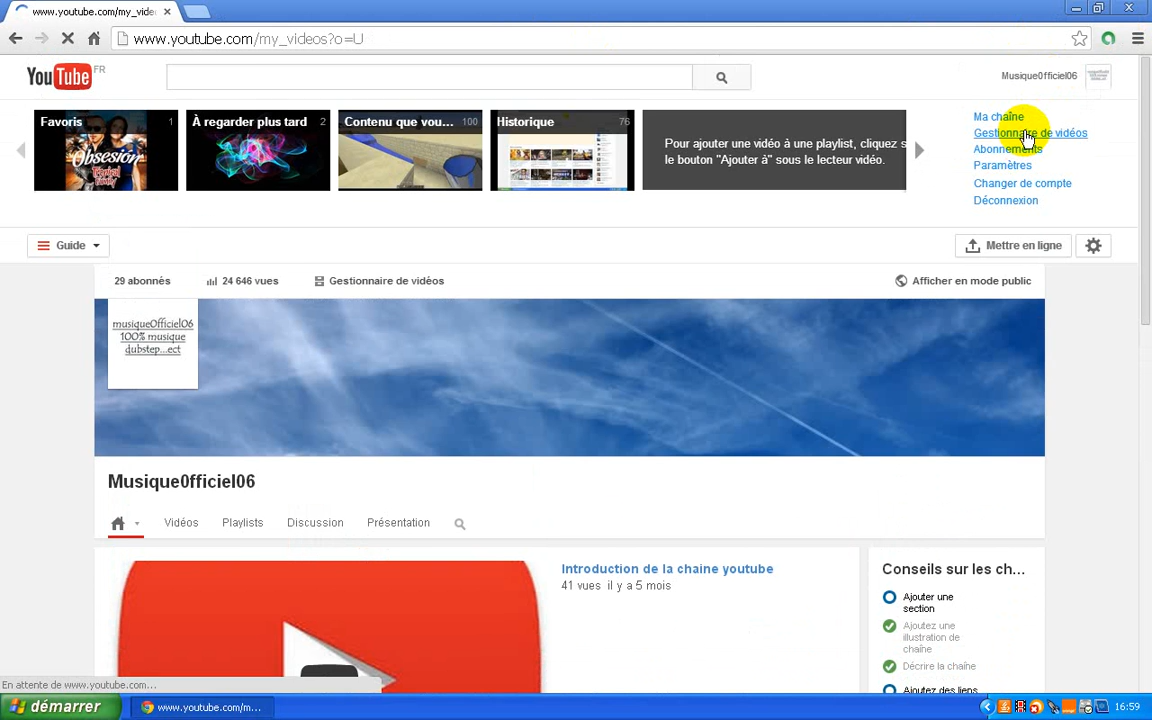 www.youtube.com/my_vide
www.youtube.com/my_videos?o=U
YouTube FR
Musique0fficiel06
Favoris 1
À regarder plus tard 2
Contenu que vou... 100
Historique 76
Pour ajouter une vidéo à une playlist, cliquez s
le bouton "Ajouter à" sous le lecteur vidéo.
Ma chaîne
Gestionnaire de vidéos
Abonnements
Paramètres
Changer de compte
Déconnexion
Obsesión
Guide
Mettre en ligne
29 abonnés
24 646 vues
Gestionnaire de vidéos
Afficher en mode public
musique0fficiel06
100% musique
dubstep...ect
Musique0fficiel06
Vidéos
Playlists
Discussion
Présentation
Introduction de la chaine youtube
41 vues il y a 5 mois
Conseils sur les ch...
Ajouter une
section
Ajoutez une
illustration de
chaîne
Décrire la chaîne
Ajoutez des liens
En attente de www.youtube.com...
démarrer
www.youtube.com/m...
16:59